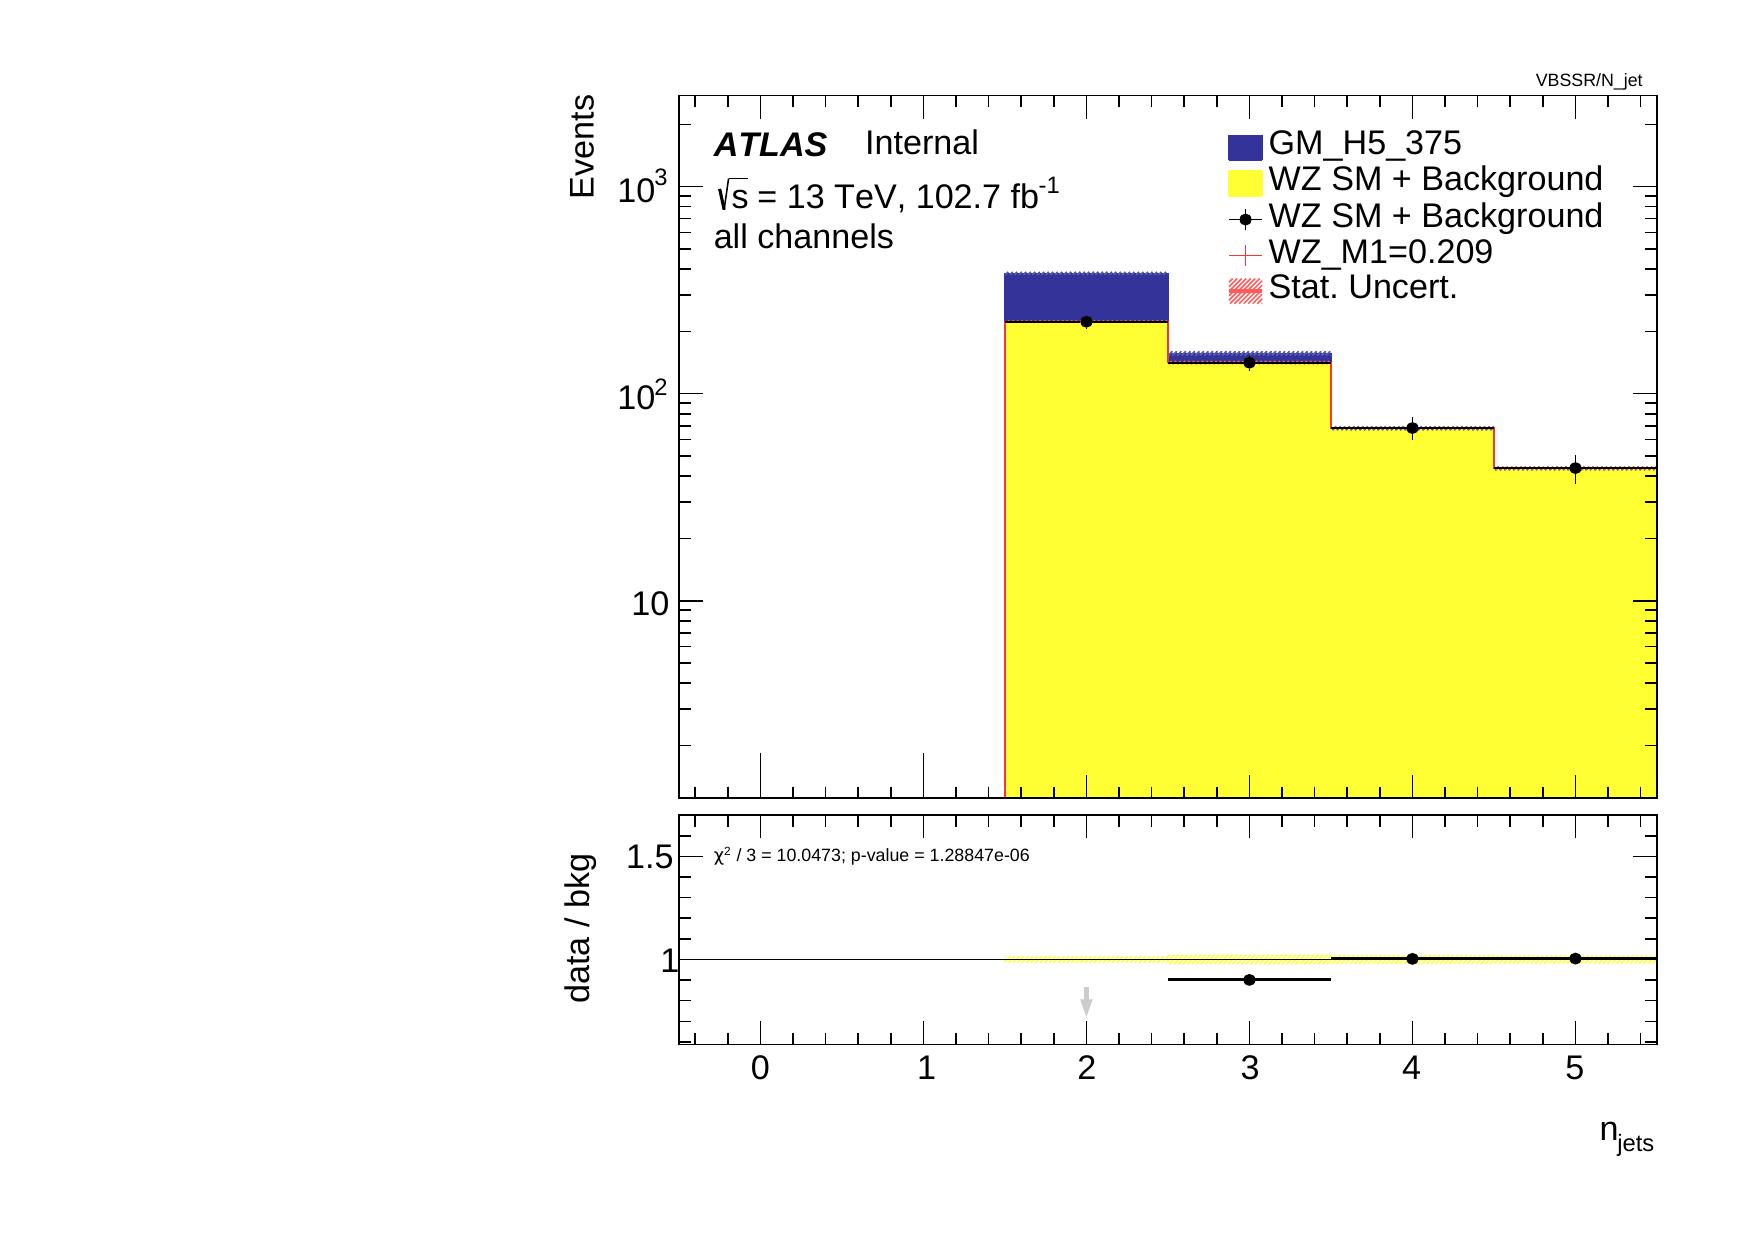 VBSSR/N_jet
Events
ATLAS Internal
√s = 13 TeV, 102.7 fb-1
all channels
GM_H5_375
WZ SM + Background
WZ SM + Background
WZ_M1=0.209
Stat. Uncert.
103
102
10
data / bkg
1.5
χ2 / 3 = 10.0473; p-value = 1.28847e-06
1
0 1 2 3 4 5
njets